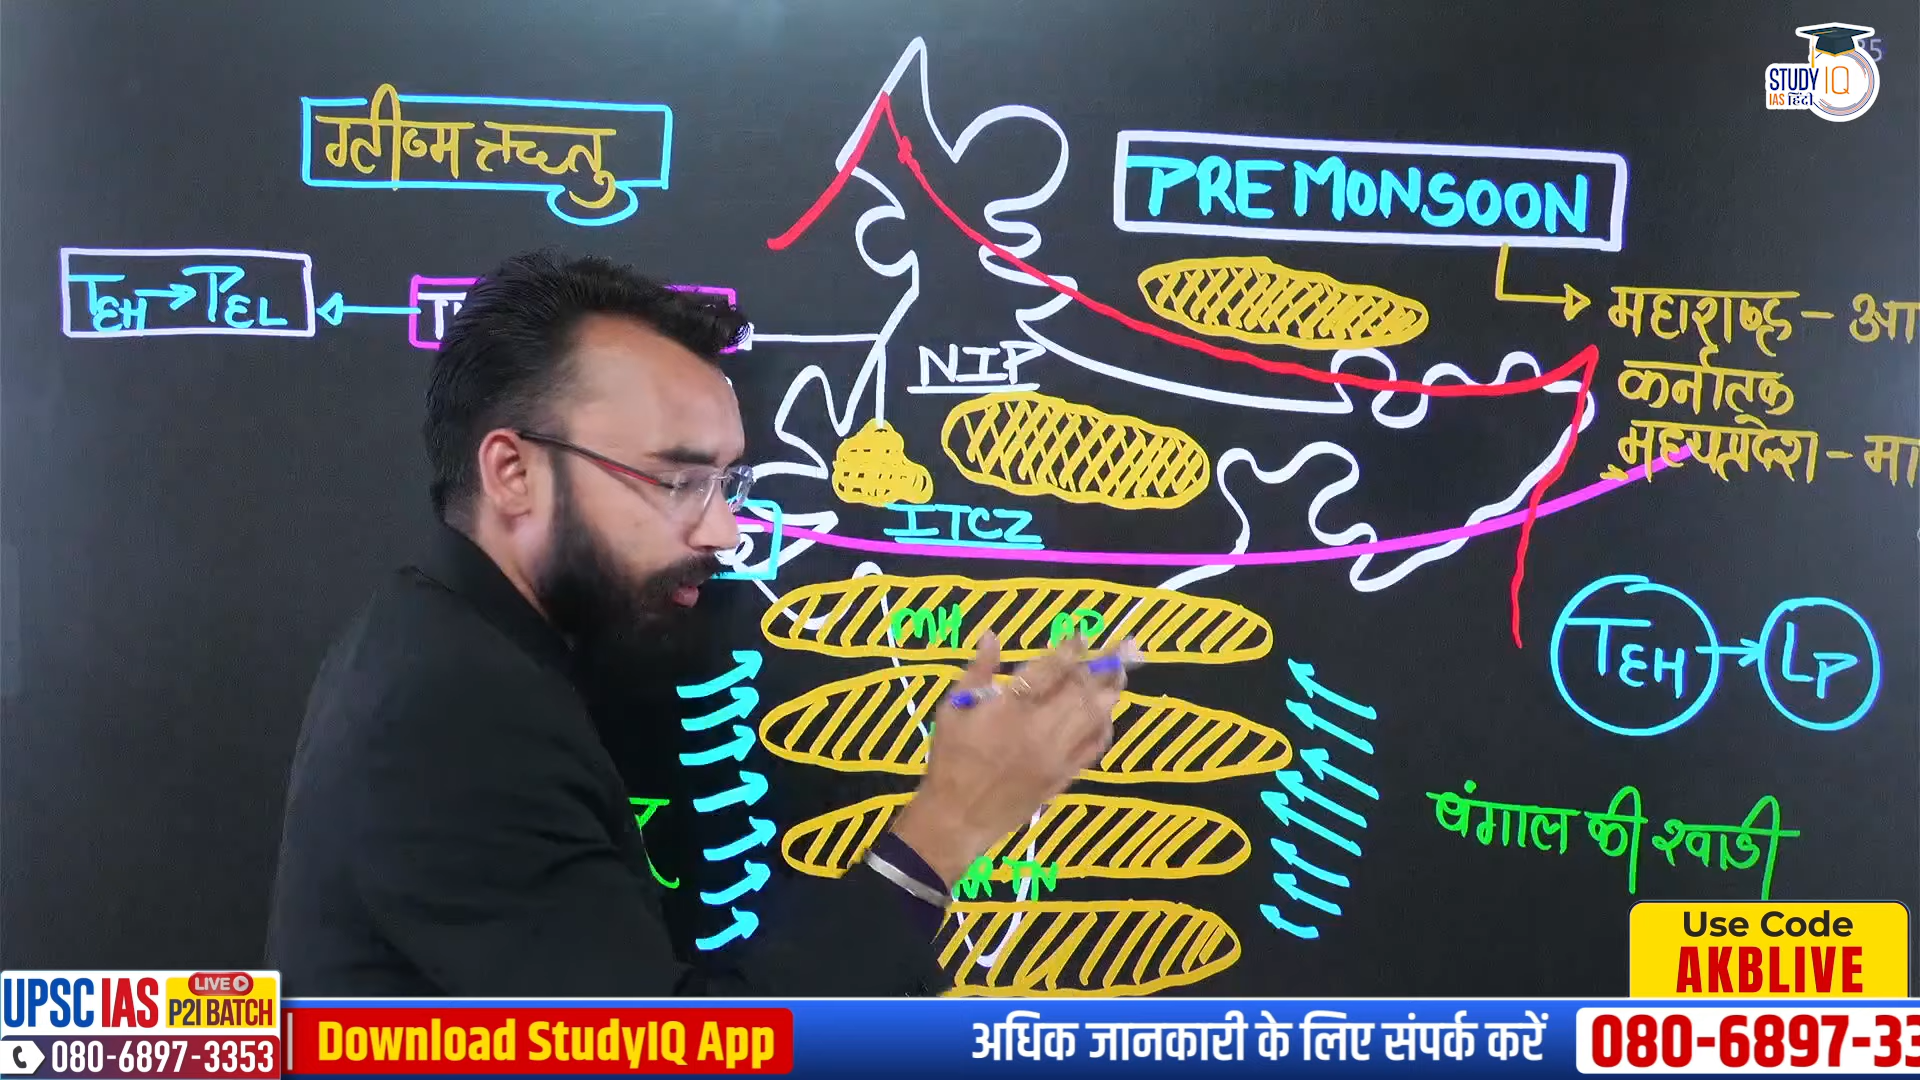 STUDY IQ
IAS हिंदी
ग्रीष्म ऋतु
PREMONSOON
TEH → PEL
महाराष्ट्र - आ
कर्नाटक
मध्यप्रदेश - मा
NIP
ITCZ
MH AP
TEH → LP
बंगाल की खाडी
TN
Use Code
AKBLIVE
UPSC IAS LIVE P2I BATCH
080-6897-3353
Download StudyIQ App
अधिक जानकारी के लिए संपर्क करें
080-6897-33